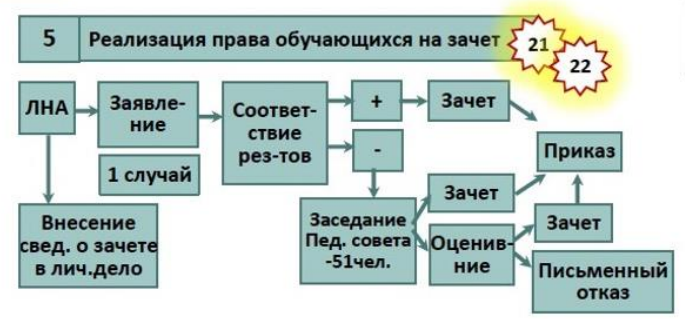 5
Реализация права обучающихся на зачет
21
22
ЛНА
Заявле-
ние
1 случай
Соответ-
ствие
рез-тов
+
Зачет
-
Приказ
Внесение
свед. о зачете
в лич.дело
Заседание
Пед. совета
-51чел.
Зачет
Оценив-
ние
Зачет
Письменный
отказ